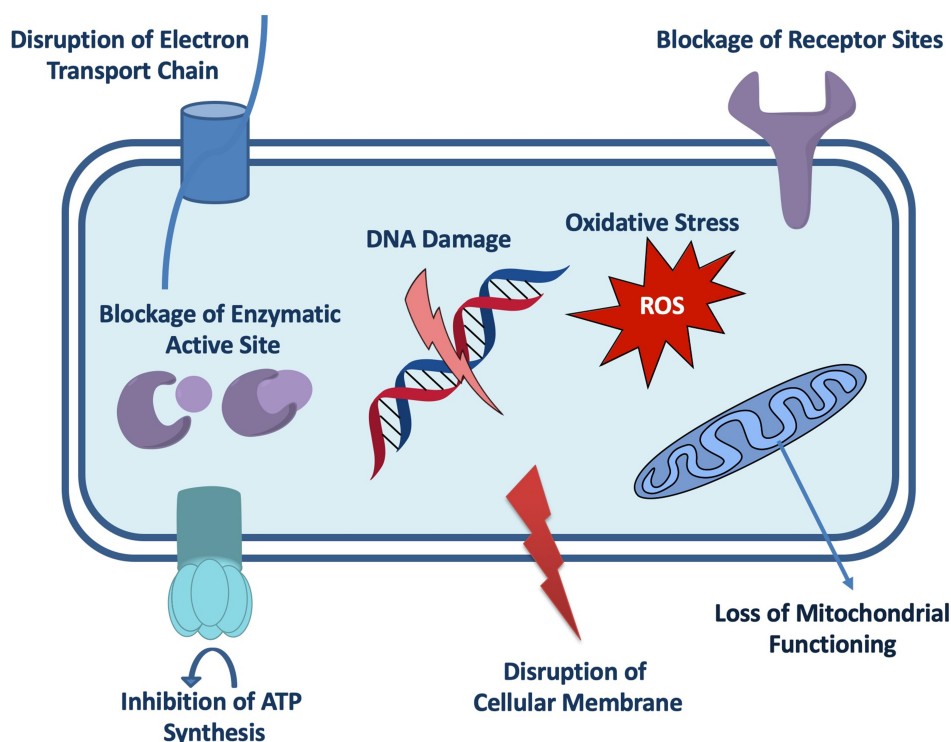 Disruption of Electron
Transport Chain
Blockage of Receptor Sites
DNA Damage
Oxidative Stress
ROS
Blockage of Enzymatic
Active Site
Loss of Mitochondrial
Functioning
Disruption of
Cellular Membrane
Inhibition of ATP
Synthesis